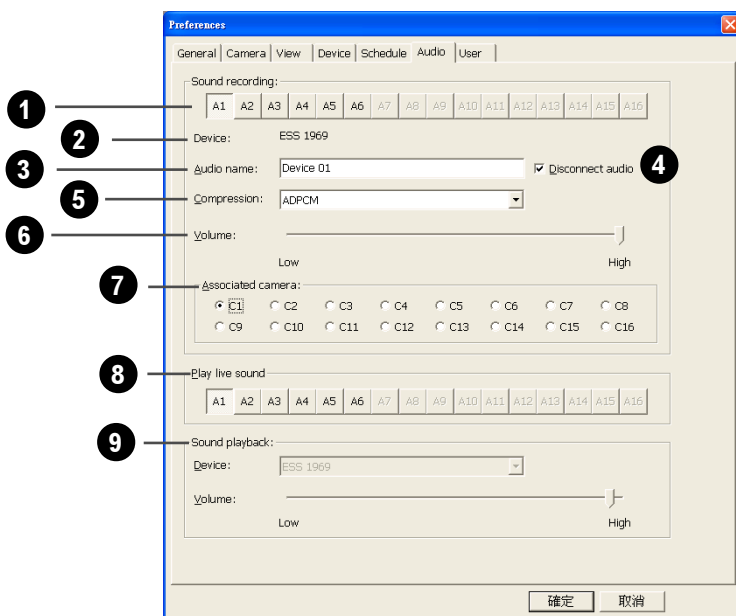 Preferences
General Camera View Device Schedule Audio User
Sound recording:
1 A1 A2 A3 A4 A5 A6 A7 A8 A9 A10 A11 A12 A13 A14 A15 A16
2 Device: ESS 1969
3 Audio name: Device 01 Disconnect audio 4
5 Compression: ADPCM
6 Volume:
Low High
7 Associated camera:
C1 C2 C3 C4 C5 C6 C7 C8
C9 C10 C11 C12 C13 C14 C15 C16
8 Play live sound
A1 A2 A3 A4 A5 A6 A7 A8 A9 A10 A11 A12 A13 A14 A15 A16
9 Sound playback:
Device: ESS 1969
Volume:
Low High
確定 取消